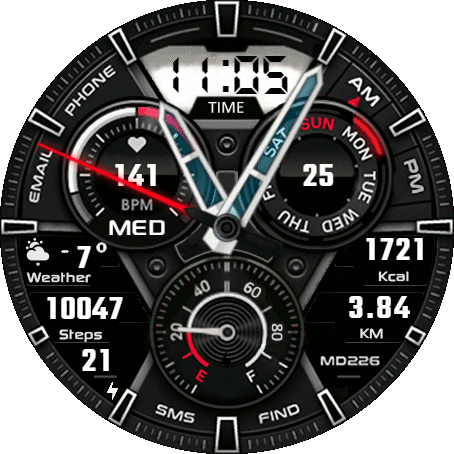 11:05
TIME
PHONE
AM
EMAIL
PM
141
BPM
MED
SUN
MON
TUE
WED
THU
SAT
25
- 7°
Weather
1721
Kcal
10047
Steps
3.84
KM
21
MD226
20
40
60
80
E
F
SMS
FIND